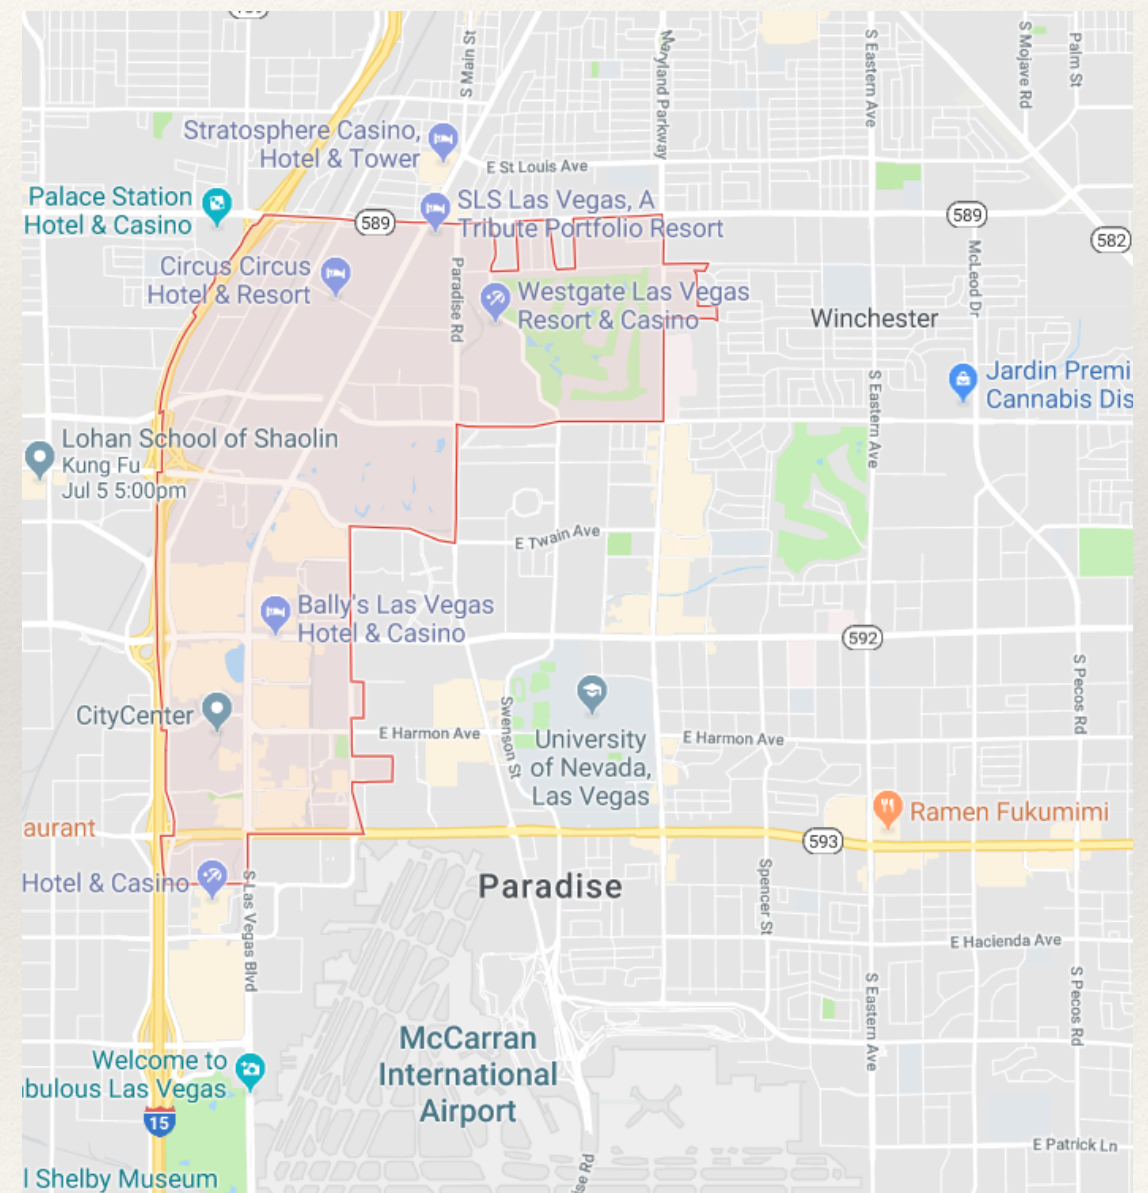 S Main St
Maryland Parkway
S Eastern Ave
S Mojave Rd
Palm St
Stratosphere Casino,
Hotel & Tower
E St Louis Ave
Palace Station
Hotel & Casino
SLS Las Vegas, A
Tribute Portfolio Resort
589
589
582
Circus Circus
Hotel & Resort
Paradise Rd
Westgate Las Vegas
Resort & Casino
McLeod Dr
Winchester
Jardin Premi
Cannabis Dis
S Eastern Ave
Lohan School of Shaolin
Kung Fu
Jul 5 5:00pm
E Twain Ave
Bally's Las Vegas
Hotel & Casino
592
S Pecos Rd
CityCenter
E Harmon Ave
Swenson St
University
of Nevada,
Las Vegas
E Harmon Ave
aurant
Ramen Fukumimi
593
Hotel & Casino
S Las Vegas Blvd
Paradise
Spencer St
E Hacienda Ave
S Eastern Ave
S Pecos Rd
McCarran
International
Airport
Welcome to
abulous Las Vegas
15
E Patrick Ln
l Shelby Museum
ise Rd